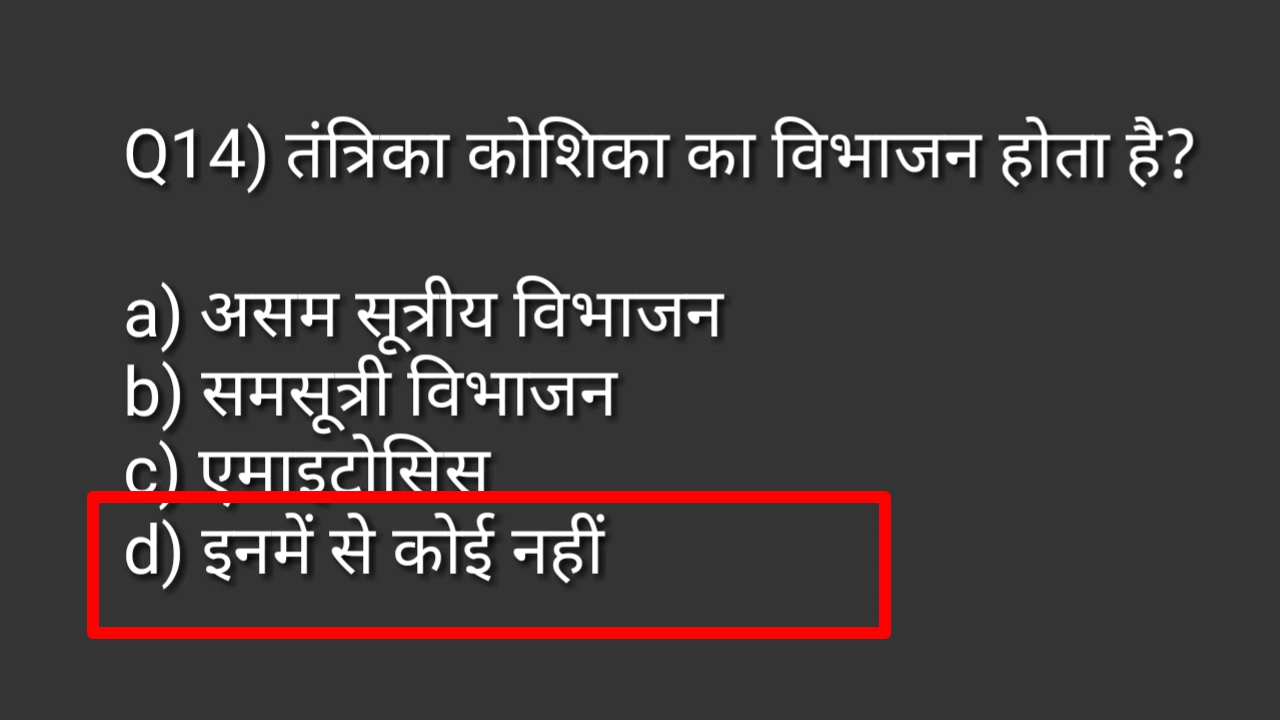 Q14) तंत्रिका कोशिका का विभाजन होता है?
a) असम सूत्रीय विभाजन
b) समसूत्री विभाजन
c) एमाइटोसिस
d) इनमें से कोई नहीं